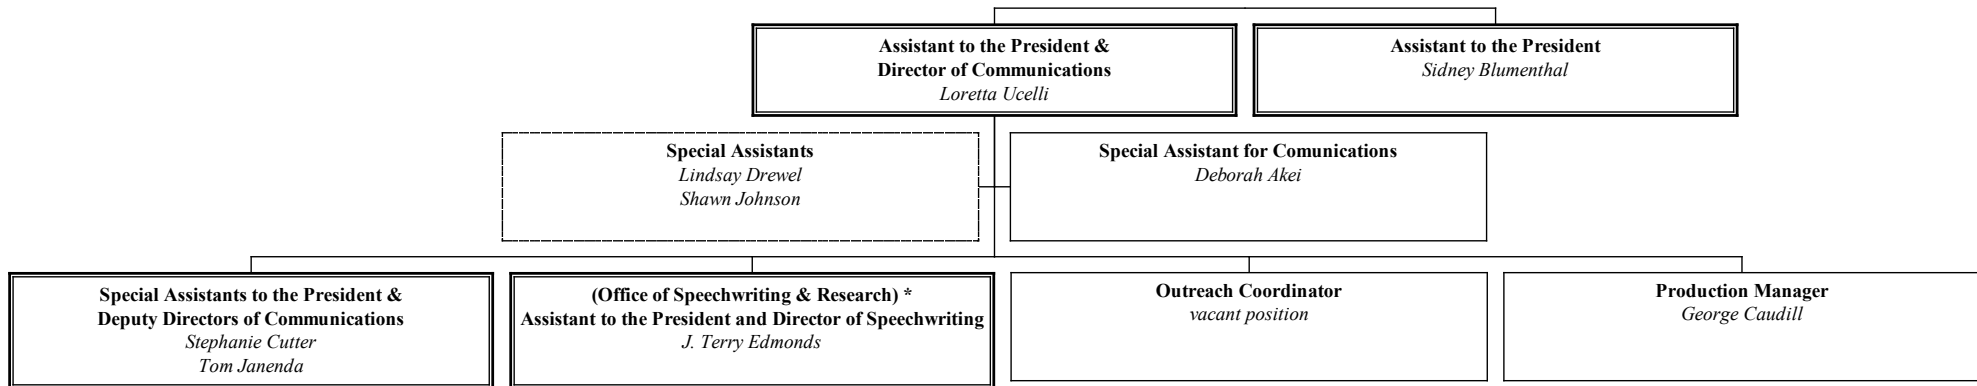 Assistant to the President &
Director of Communications
Loretta Ucelli
Assistant to the President
Sidney Blumenthal
Special Assistants
Lindsay Drewel
Shawn Johnson
Special Assistant for Comunications
Deborah Akei
Special Assistants to the President &
Deputy Directors of Communications
Stephanie Cutter
Tom Janenda
(Office of Speechwriting & Research) *
Assistant to the President and Director of Speechwriting
J. Terry Edmonds
Outreach Coordinator
vacant position
Production Manager
George Caudill